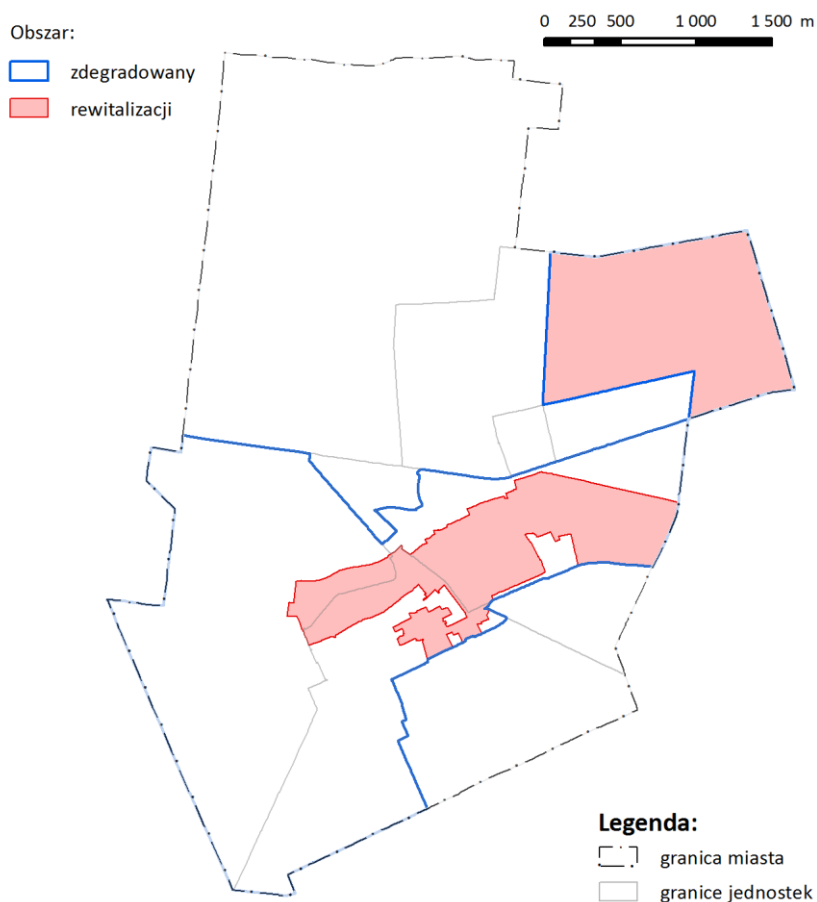 Obszar:
zdegradowany
rewitalizacji
0 250 500 1 000 1 500 m
Legenda:
granica miasta
granice jednostek